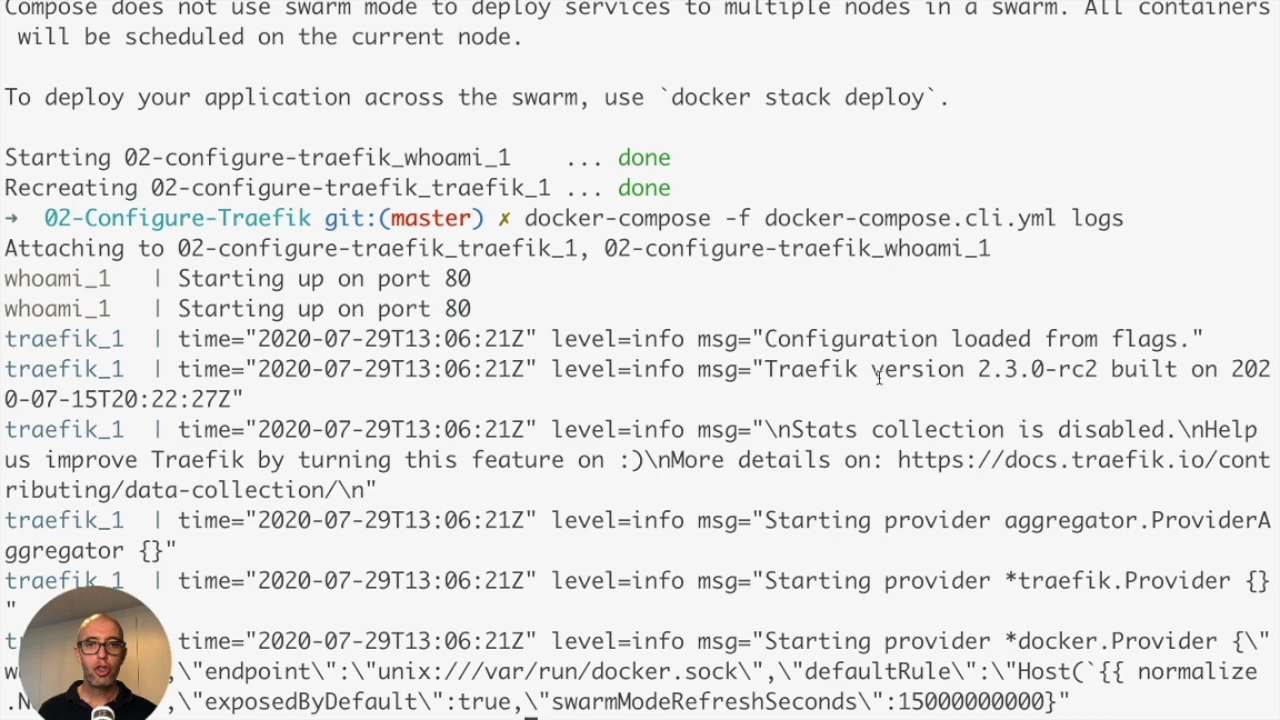 Compose does not use swarm mode to deploy services to multiple nodes in a swarm. All containers
will be scheduled on the current node.
To deploy your application across the swarm, use `docker stack deploy`.
Starting 02-configure-traefik_whoami_1 ... done
Recreating 02-configure-traefik_traefik_1 ... done
→ 02-Configure-Traefik git:(master) ✗ docker-compose -f docker-compose.cli.yml logs
Attaching to 02-configure-traefik_traefik_1, 02-configure-traefik_whoami_1
whoami_1 | Starting up on port 80
whoami_1 | Starting up on port 80
traefik_1 | time="2020-07-29T13:06:21Z" level=info msg="Configuration loaded from flags."
traefik_1 | time="2020-07-29T13:06:21Z" level=info msg="Traefik version 2.3.0-rc2 built on 202
0-07-15T20:22:27Z"
traefik_1 | time="2020-07-29T13:06:21Z" level=info msg="\nStats collection is disabled.\nHelp
us improve Traefik by turning this feature on :)\nMore details on: https://docs.traefik.io/cont
ributing/data-collection/\n"
traefik_1 | time="2020-07-29T13:06:21Z" level=info msg="Starting provider aggregator.ProviderA
ggregator {}"
traefik_1 | time="2020-07-29T13:06:21Z" level=info msg="Starting provider *traefik.Provider {}
"
time="2020-07-29T13:06:21Z" level=info msg="Starting provider *docker.Provider {\"
,\"endpoint\":\"unix:///var/run/docker.sock\",\"defaultRule\":\"Host(`{{ normalize
,\"exposedByDefault\":true,\"swarmModeRefreshSeconds\":15000000000}"